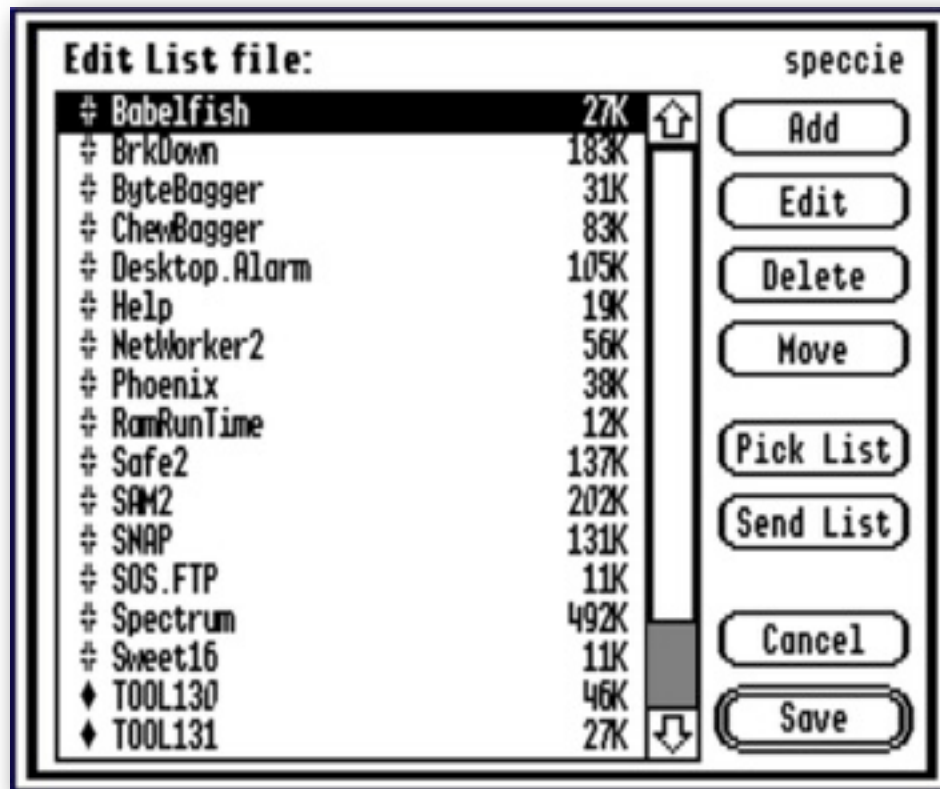 Edit List file: speccie
Babelfish 27K
BrkDown 183K
ByteBagger 31K
ChewBagger 83K
Desktop.Alarm 105K
Help 19K
NetWorker2 56K
Phoenix 38K
RamRunTime 12K
Safe2 137K
SAM2 202K
SNAP 131K
SOS.FTP 11K
Spectrum 492K
Sweet16 11K
TOOL130 46K
TOOL131 27K
Add
Edit
Delete
Move
Pick List
Send List
Cancel
Save